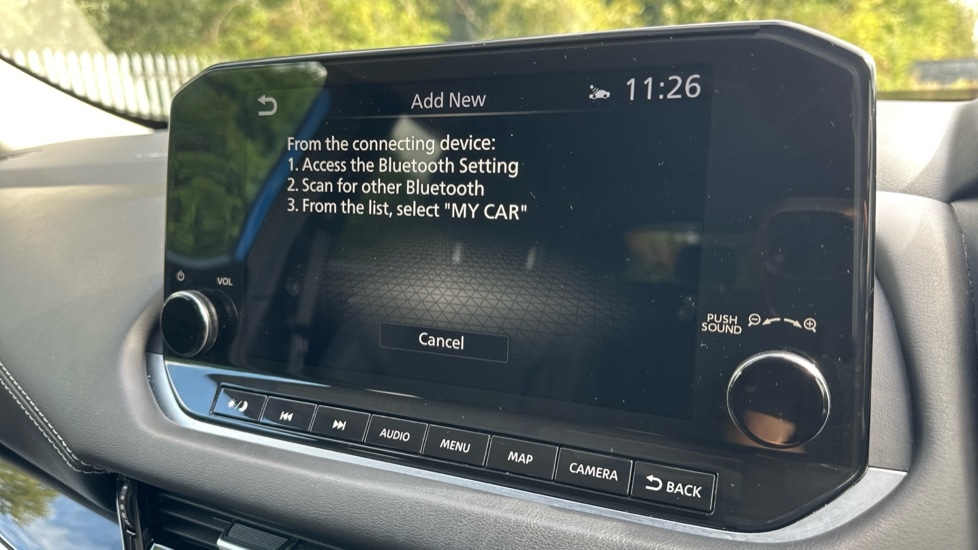 Add New
11:26
From the connecting device:
1. Access the Bluetooth Setting
2. Scan for other Bluetooth
3. From the list, select "MY CAR"
Cancel
VOL
PUSH
SOUND
AUDIO
MENU
MAP
CAMERA
BACK